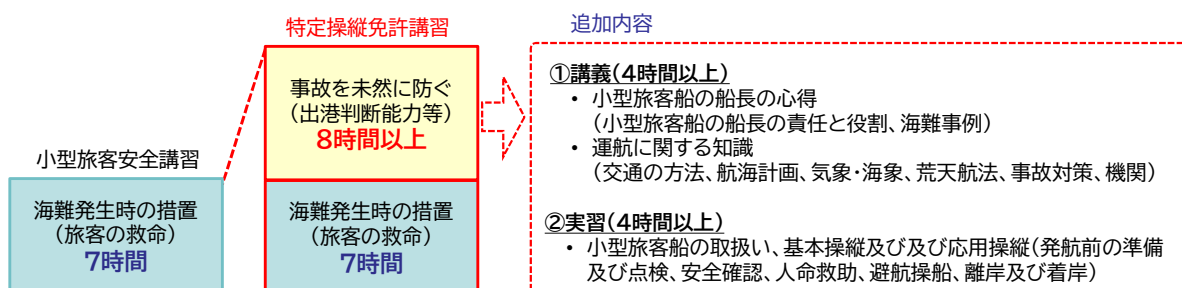 小型旅客安全講習
海難発生時の措置
(旅客の救命)
7時間
特定操縦免許講習
事故を未然に防ぐ
(出港判断能力等)
8時間以上
海難発生時の措置
(旅客の救命)
7時間
追加内容
①講義(4時間以上)
• 小型旅客船の船長の心得
(小型旅客船の船長の責任と役割、海難事例)
• 運航に関する知識
(交通の方法、航海計画、気象・海象、荒天航法、事故対策、機関)
②実習(4時間以上)
• 小型旅客船の取扱い、基本操縦及び及び応用操縦(発航前の準備
及び点検、安全確認、人命救助、避航操船、離岸及び着岸)